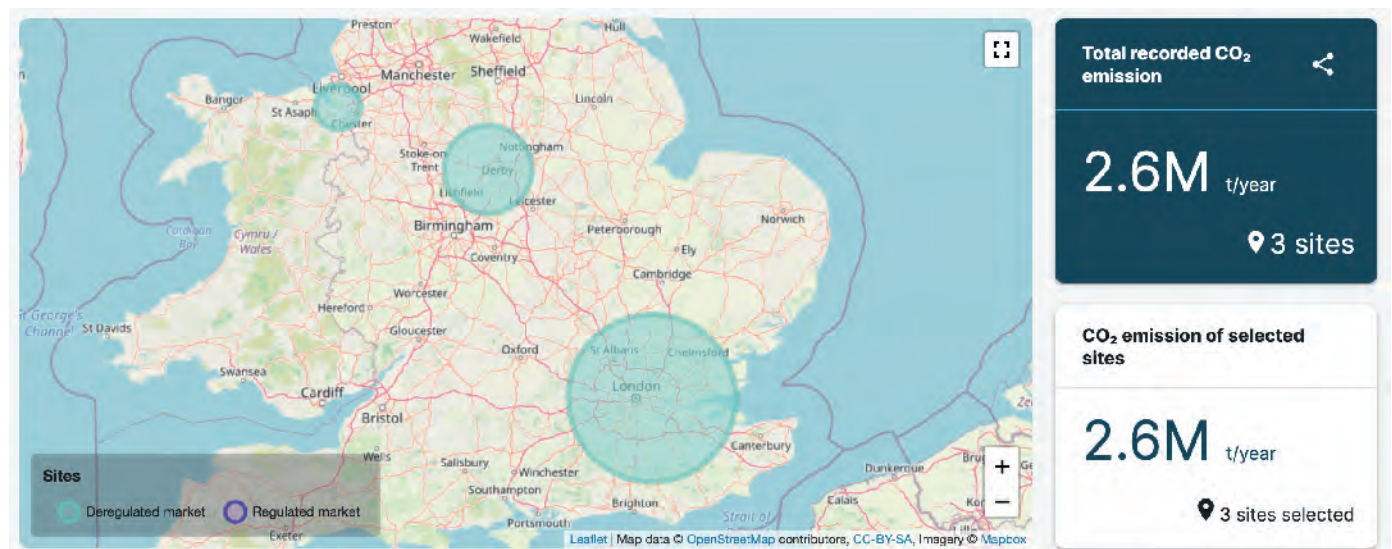 Preston
Hull
Wakefield
Manchester
Sheffield
Liverpool
Bangor
St Asaph
Chester
Lincoln
Stoke-on
Trent
Nottingham
Derby
Lichfield
Leicester
Birmingham
Peterborough
Norwich
Cardigan
Bay
Cymru /
Wales
Coventry
Ely
Cambridge
Worcester
Hereford
St George's
Channel
St Davids
Gloucester
Oxford
St Albans
Chelmsford
London
Swansea
Cardiff
Bristol
Canterbury
Wells
Salisbury
Winchester
Southampton
Brighton
Portsmouth
Exeter
Dunkerque
Calais
Strait of
Sites
Deregulated market
Regulated market
+
−
Leaflet | Map data © OpenStreetMap contributors, CC-BY-SA, Imagery © Mapbox
Total recorded CO₂
emission
2.6M t/year
3 sites
CO₂ emission of selected
sites
2.6M t/year
3 sites selected